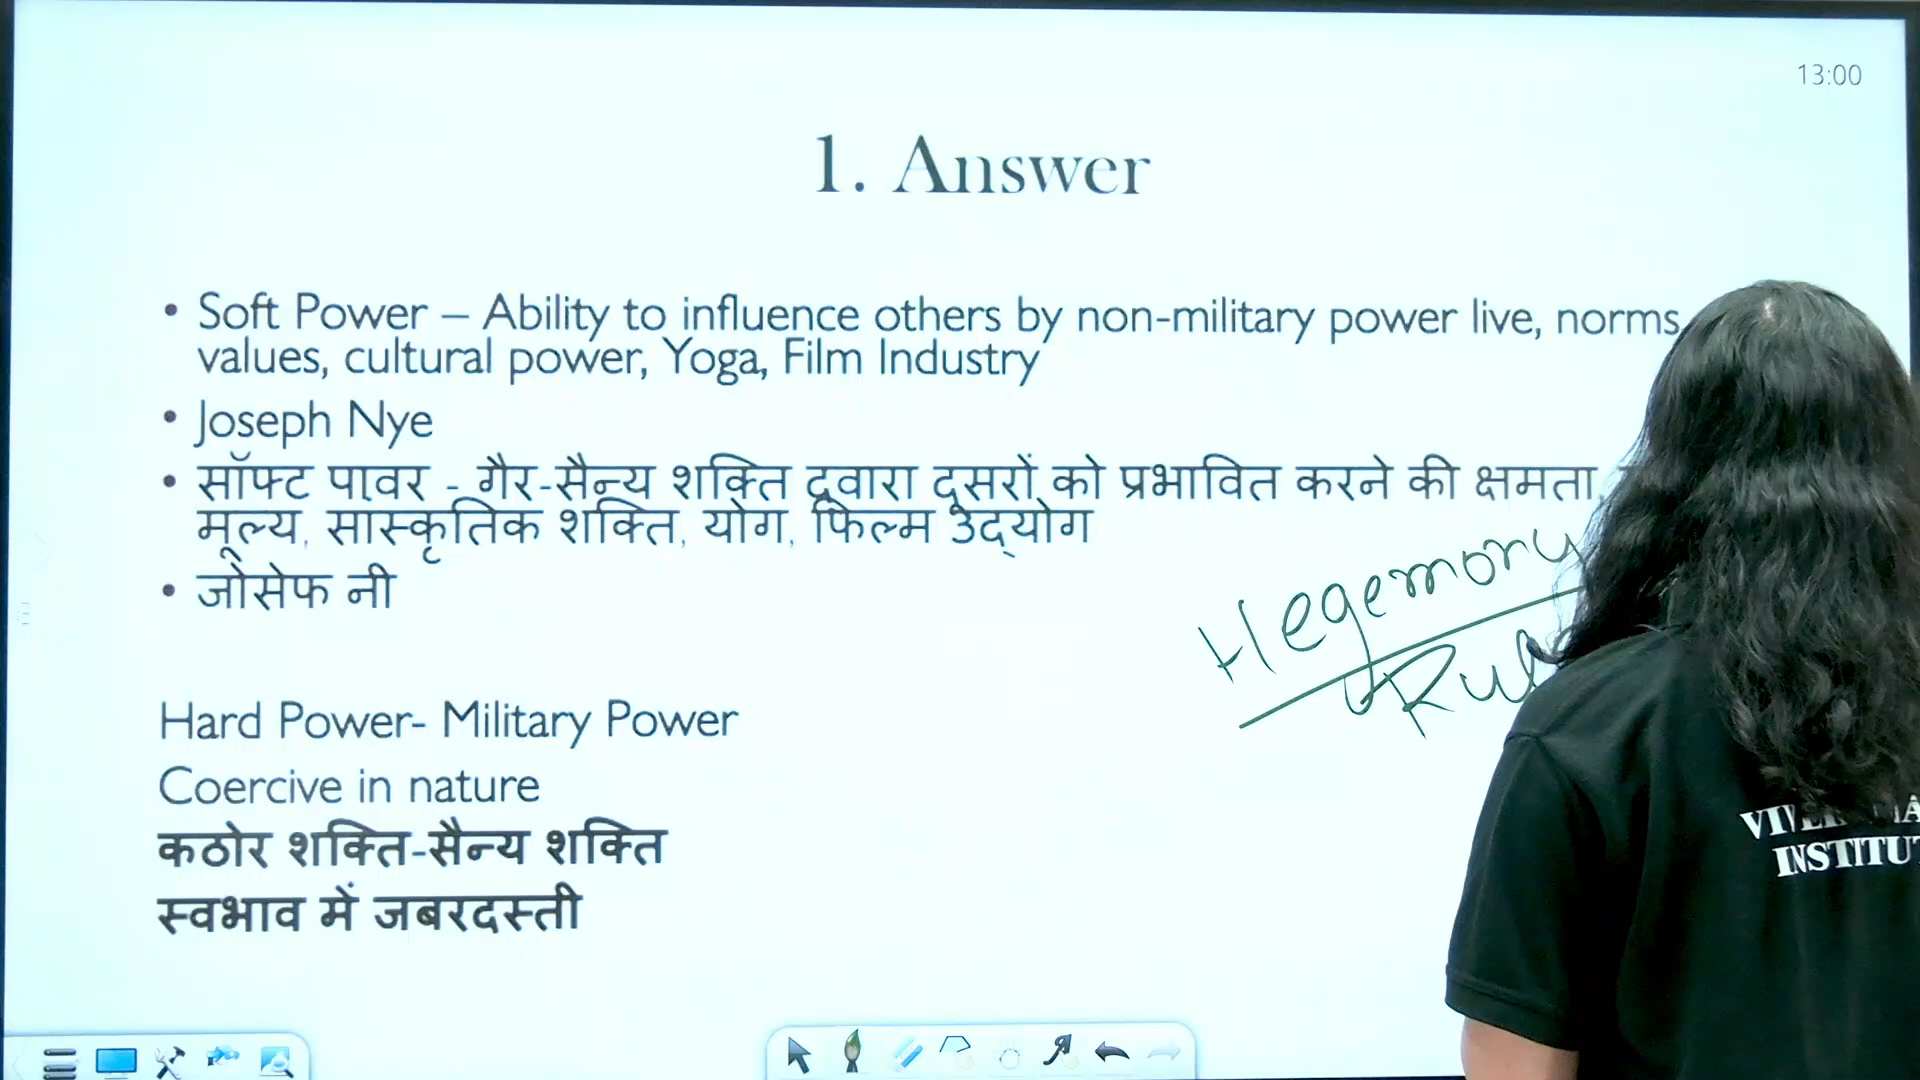 13:00
1. Answer
• Soft Power – Ability to influence others by non-military power live, norms,
values, cultural power, Yoga, Film Industry
• Joseph Nye
• सॉफ्ट पावर - गैर-सैन्य शक्ति द्वारा दूसरों को प्रभावित करने की क्षमता,
मूल्य, सांस्कृतिक शक्ति, योग, फिल्म उद्योग
• जोसेफ नी
Hegemony
Hard Power- Military Power
Coercive in nature
कठोर शक्ति-सैन्य शक्ति
स्वभाव में जबरदस्ती